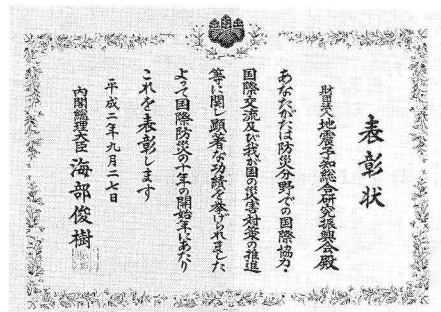 表彰状
財団法人 地震予知総合研究振興会殿
あなたがたは防災分野での国際協力・
国際交流及び我が国の災害対策の推進
等に関し顕著な功績を挙げられました
よって国際防災の十年の開始年にあたり
これを表彰します
平成二年九月二七日
内閣総理大臣 海部俊樹